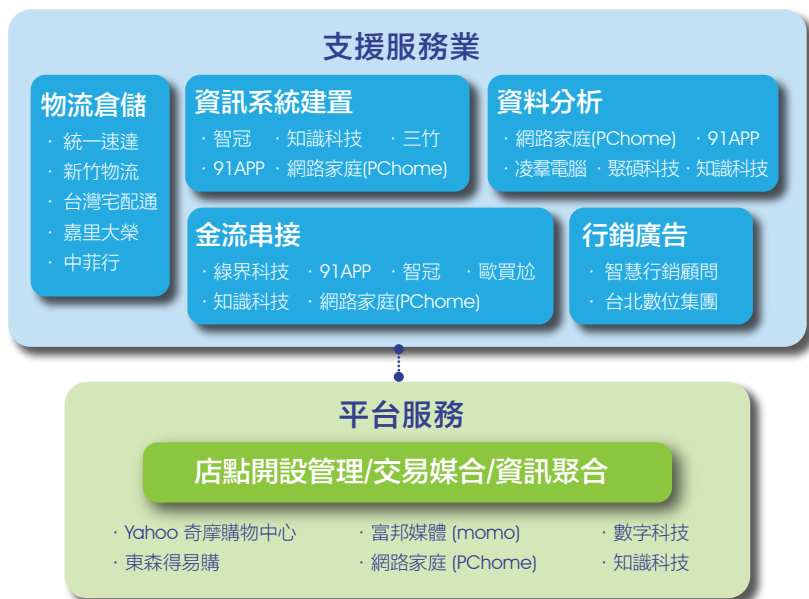 支援服務業
物流倉儲
· 統一速達
· 新竹物流
· 台灣宅配通
· 嘉里大榮
· 中菲行
資訊系統建置
· 智冠 · 知識科技 · 三竹
· 91APP · 網路家庭(PChome)
資料分析
· 網路家庭(PChome) · 91APP
· 凌羣電腦 · 聚碩科技 · 知識科技
金流串接
· 綠界科技 · 91APP · 智冠 · 歐買尬
· 知識科技 · 網路家庭(PChome)
行銷廣告
· 智慧行銷顧問
· 台北數位集團
平台服務
店點開設管理/交易媒合/資訊聚合
· Yahoo 奇摩購物中心 · 富邦媒體 (momo) · 數字科技
· 東森得易購 · 網路家庭 (PChome) · 知識科技